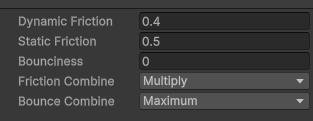 Dynamic Friction 0.4
Static Friction 0.5
Bounciness 0
Friction Combine Multiply
Bounce Combine Maximum